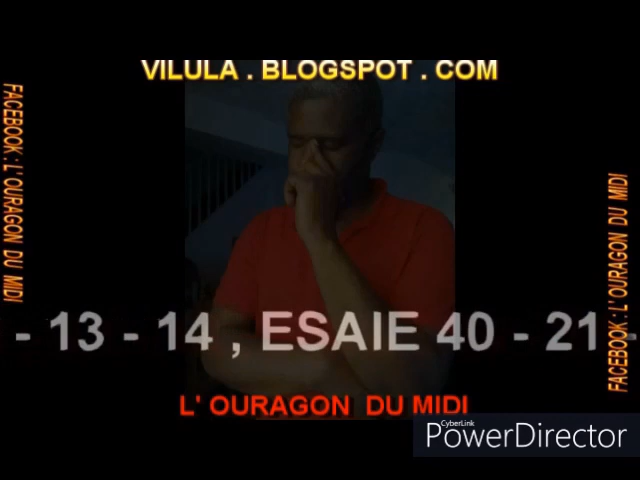 VILULA . BLOGSPOT . COM
FACEBOOK : L' OURAGON DU MIDI
FACEBOOK : L' OURAGON DU MIDI
- 13 - 14 , ESAIE 40 - 21 -
L' OURAGON DU MIDI
CyberLink
PowerDirector